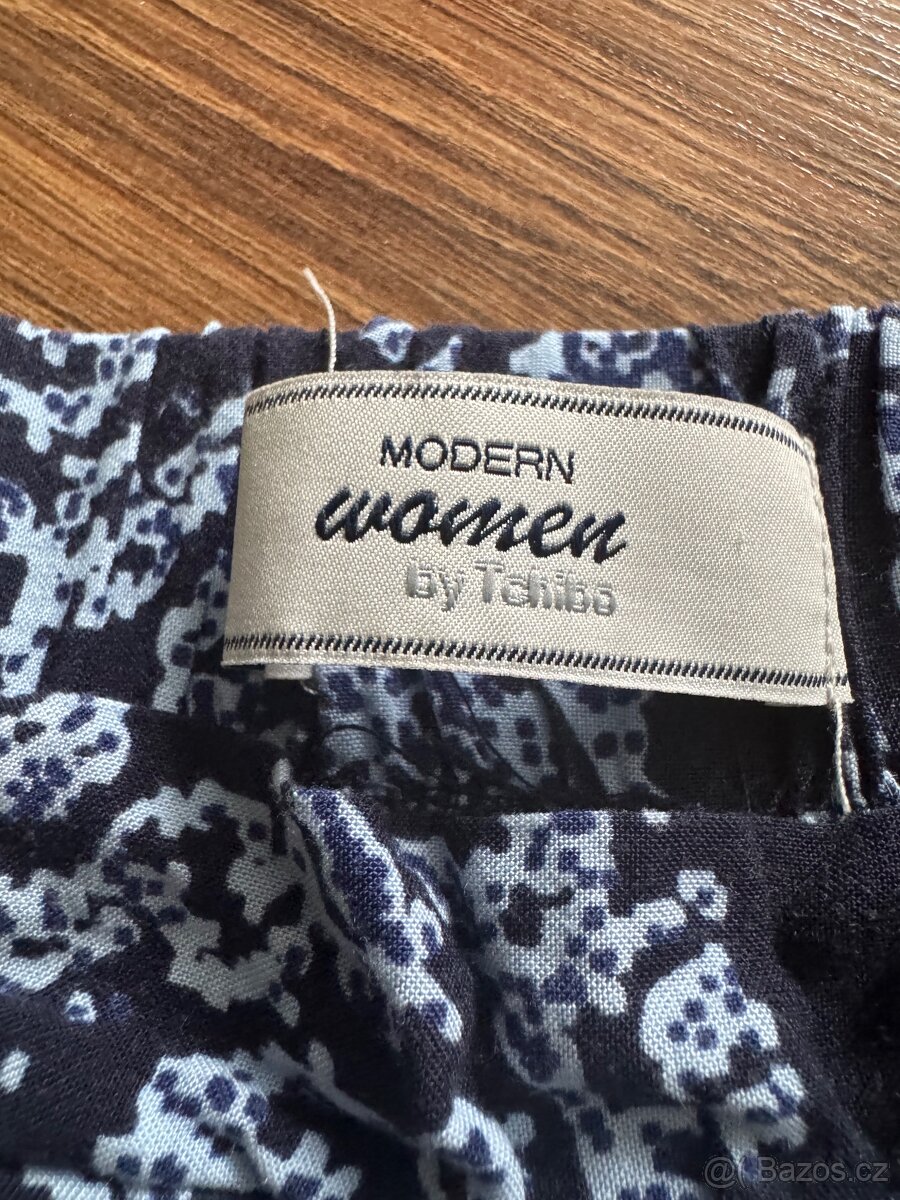 MODERN
women
by Tchibo
@ Bazos.cz